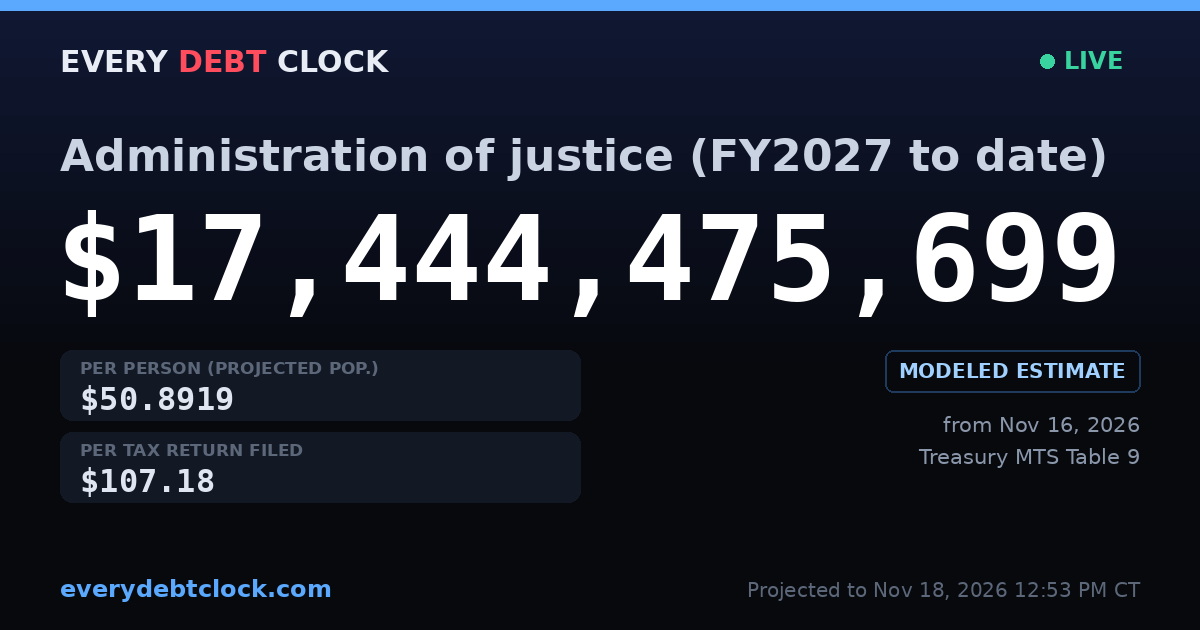 EVERY DEBT CLOCK
LIVE
Administration of justice (FY2027 to date)
$17,444,475,699
PER PERSON (PROJECTED POP.)
$50.8919
MODELED ESTIMATE
from Nov 16, 2026
Treasury MTS Table 9
PER TAX RETURN FILED
$107.18
everydebtclock.com
Projected to Nov 18, 2026 12:53 PM CT